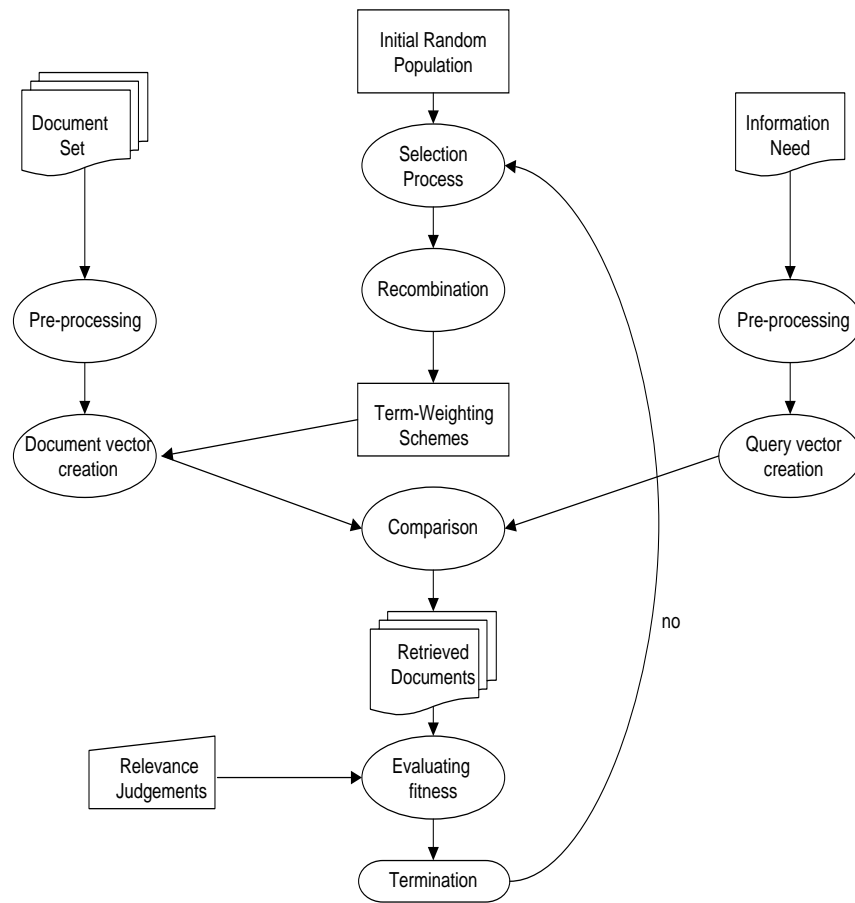 Initial Random
Population
Document
Set
Information
Need
Selection
Process
Recombination
Pre-processing
Pre-processing
Term-Weighting
Schemes
Document vector
creation
Query vector
creation
Comparison
no
Retrieved
Documents
Relevance
Judgements
Evaluating
fitness
Termination